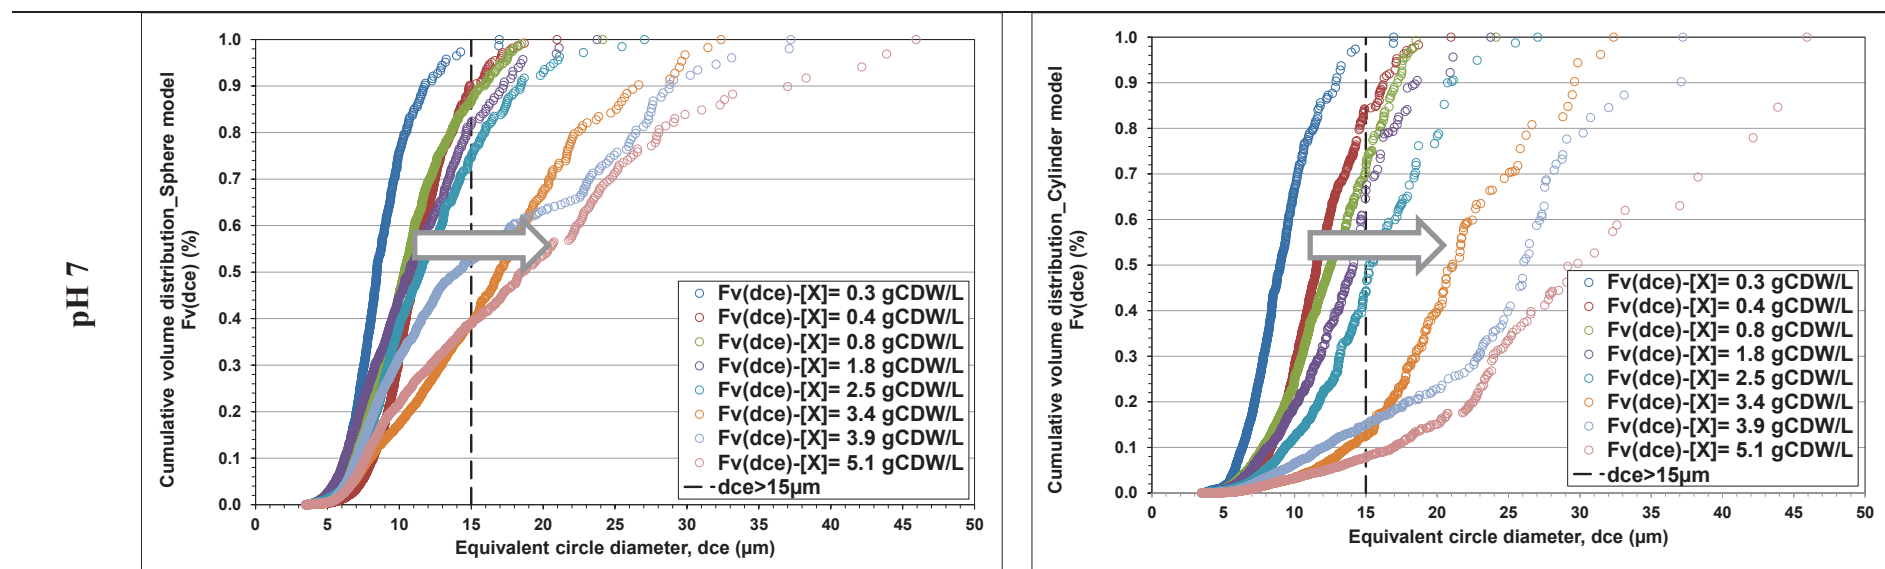 pH 7
Cumulative volume distribution_Sphere model
Fv(dce) (%)
1.0
0.9
0.8
0.7
0.6
0.5
0.4
0.3
0.2
0.1
0.0
Fv(dce)-[X]= 0.3 gCDW/L
Fv(dce)-[X]= 0.4 gCDW/L
Fv(dce)-[X]= 0.8 gCDW/L
Fv(dce)-[X]= 1.8 gCDW/L
Fv(dce)-[X]= 2.5 gCDW/L
Fv(dce)-[X]= 3.4 gCDW/L
Fv(dce)-[X]= 3.9 gCDW/L
Fv(dce)-[X]= 5.1 gCDW/L
-dce>15µm
0 5 10 15 20 25 30 35 40 45 50
Equivalent circle diameter, dce (µm)
Cumulative volume distribution_Cylinder model
Fv(dce) (%)
1.0
0.9
0.8
0.7
0.6
0.5
0.4
0.3
0.2
0.1
0.0
Fv(dce)-[X]= 0.3 gCDW/L
Fv(dce)-[X]= 0.4 gCDW/L
Fv(dce)-[X]= 0.8 gCDW/L
Fv(dce)-[X]= 1.8 gCDW/L
Fv(dce)-[X]= 2.5 gCDW/L
Fv(dce)-[X]= 3.4 gCDW/L
Fv(dce)-[X]= 3.9 gCDW/L
Fv(dce)-[X]= 5.1 gCDW/L
-dce>15µm
0 5 10 15 20 25 30 35 40 45 50
Equivalent circle diameter, dce (µm)